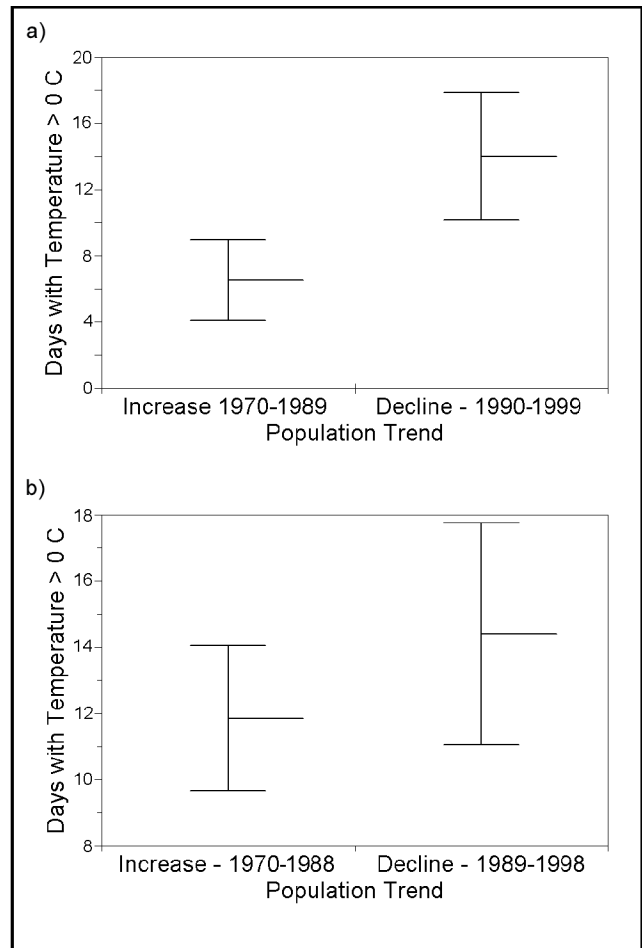 a)
Days with Temperature > 0 C
20
16
12
8
4
0
Increase 1970-1989
Decline - 1990-1999
Population Trend
b)
Days with Temperature > 0 C
18
16
14
12
10
8
Increase - 1970-1988
Decline - 1989-1998
Population Trend